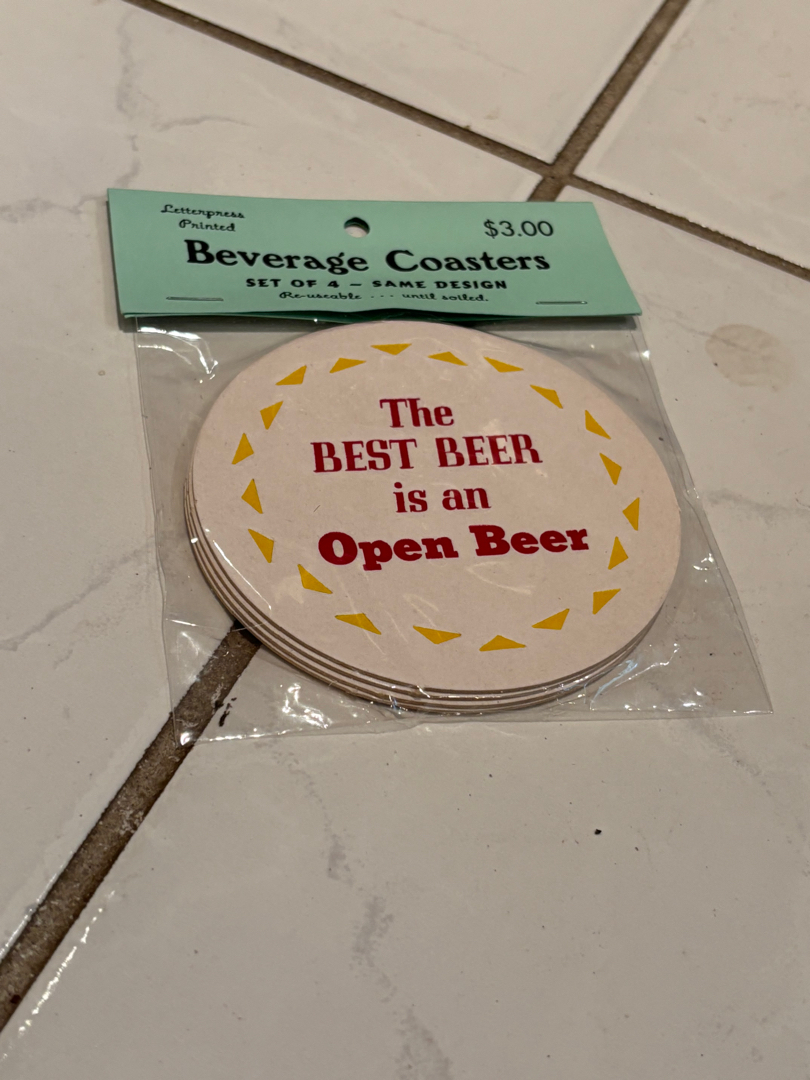 Letterpress
Printed
$3.00
Beverage Coasters
SET OF 4 – SAME DESIGN
Re-useable ... until soiled.
The
BEST BEER
is an
Open Beer